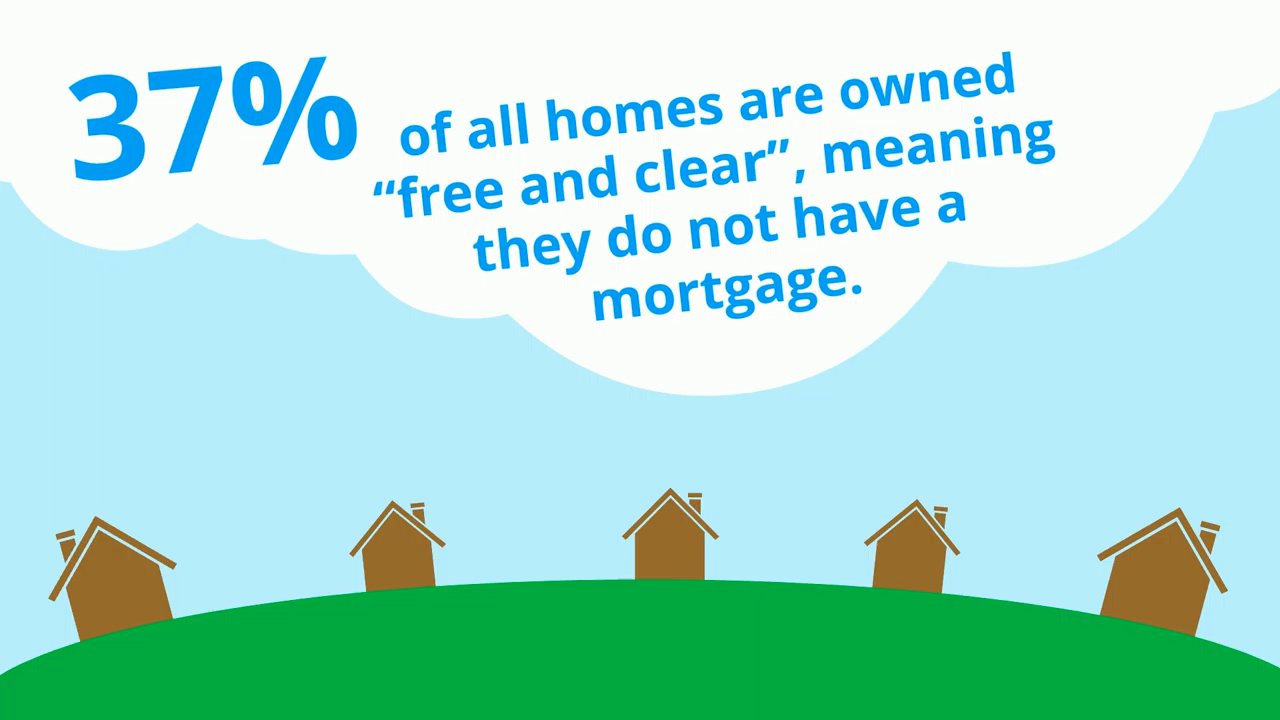 37% of all homes are owned
“free and clear”, meaning
they do not have a
mortgage.